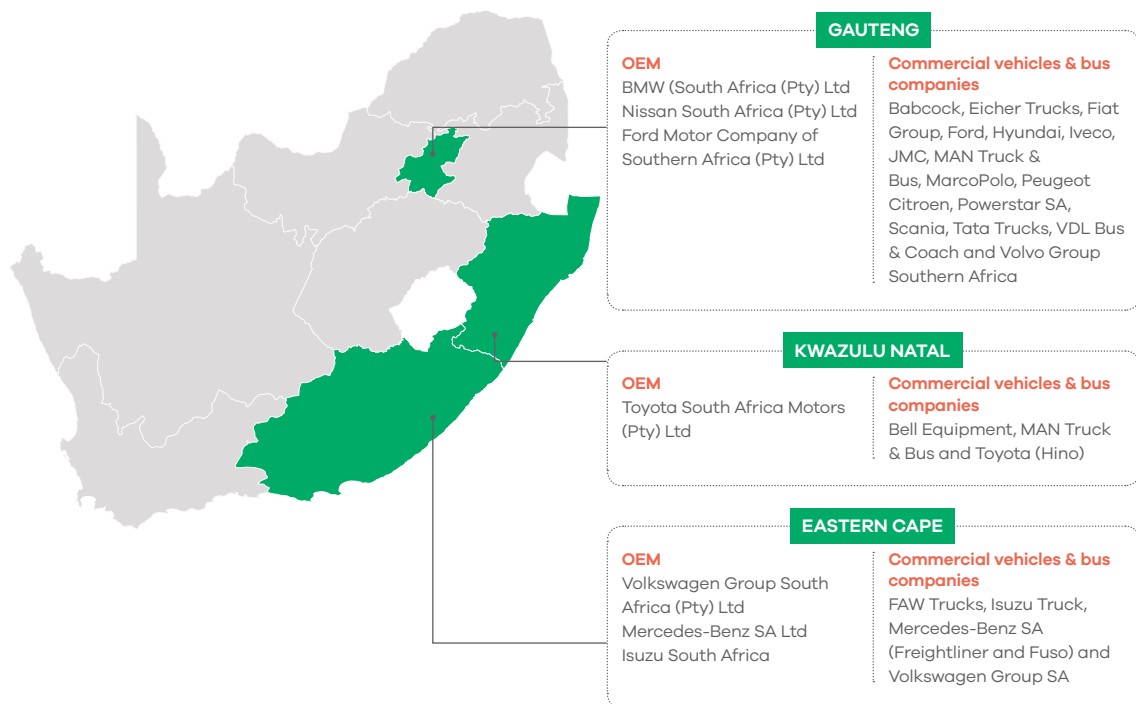 GAUTENG
OEM
BMW (South Africa (Pty) Ltd
Nissan South Africa (Pty) Ltd
Ford Motor Company of
Southern Africa (Pty) Ltd
Commercial vehicles & bus
companies
Babcock, Eicher Trucks, Fiat
Group, Ford, Hyundai, Iveco,
JMC, MAN Truck &
Bus, MarcoPolo, Peugeot
Citroen, Powerstar SA,
Scania, Tata Trucks, VDL Bus
& Coach and Volvo Group
Southern Africa
KWAZULU NATAL
OEM
Toyota South Africa Motors
(Pty) Ltd
Commercial vehicles & bus
companies
Bell Equipment, MAN Truck
& Bus and Toyota (Hino)
EASTERN CAPE
OEM
Volkswagen Group South
Africa (Pty) Ltd
Mercedes-Benz SA Ltd
Isuzu South Africa
Commercial vehicles & bus
companies
FAW Trucks, Isuzu Truck,
Mercedes-Benz SA
(Freightliner and Fuso) and
Volkswagen Group SA